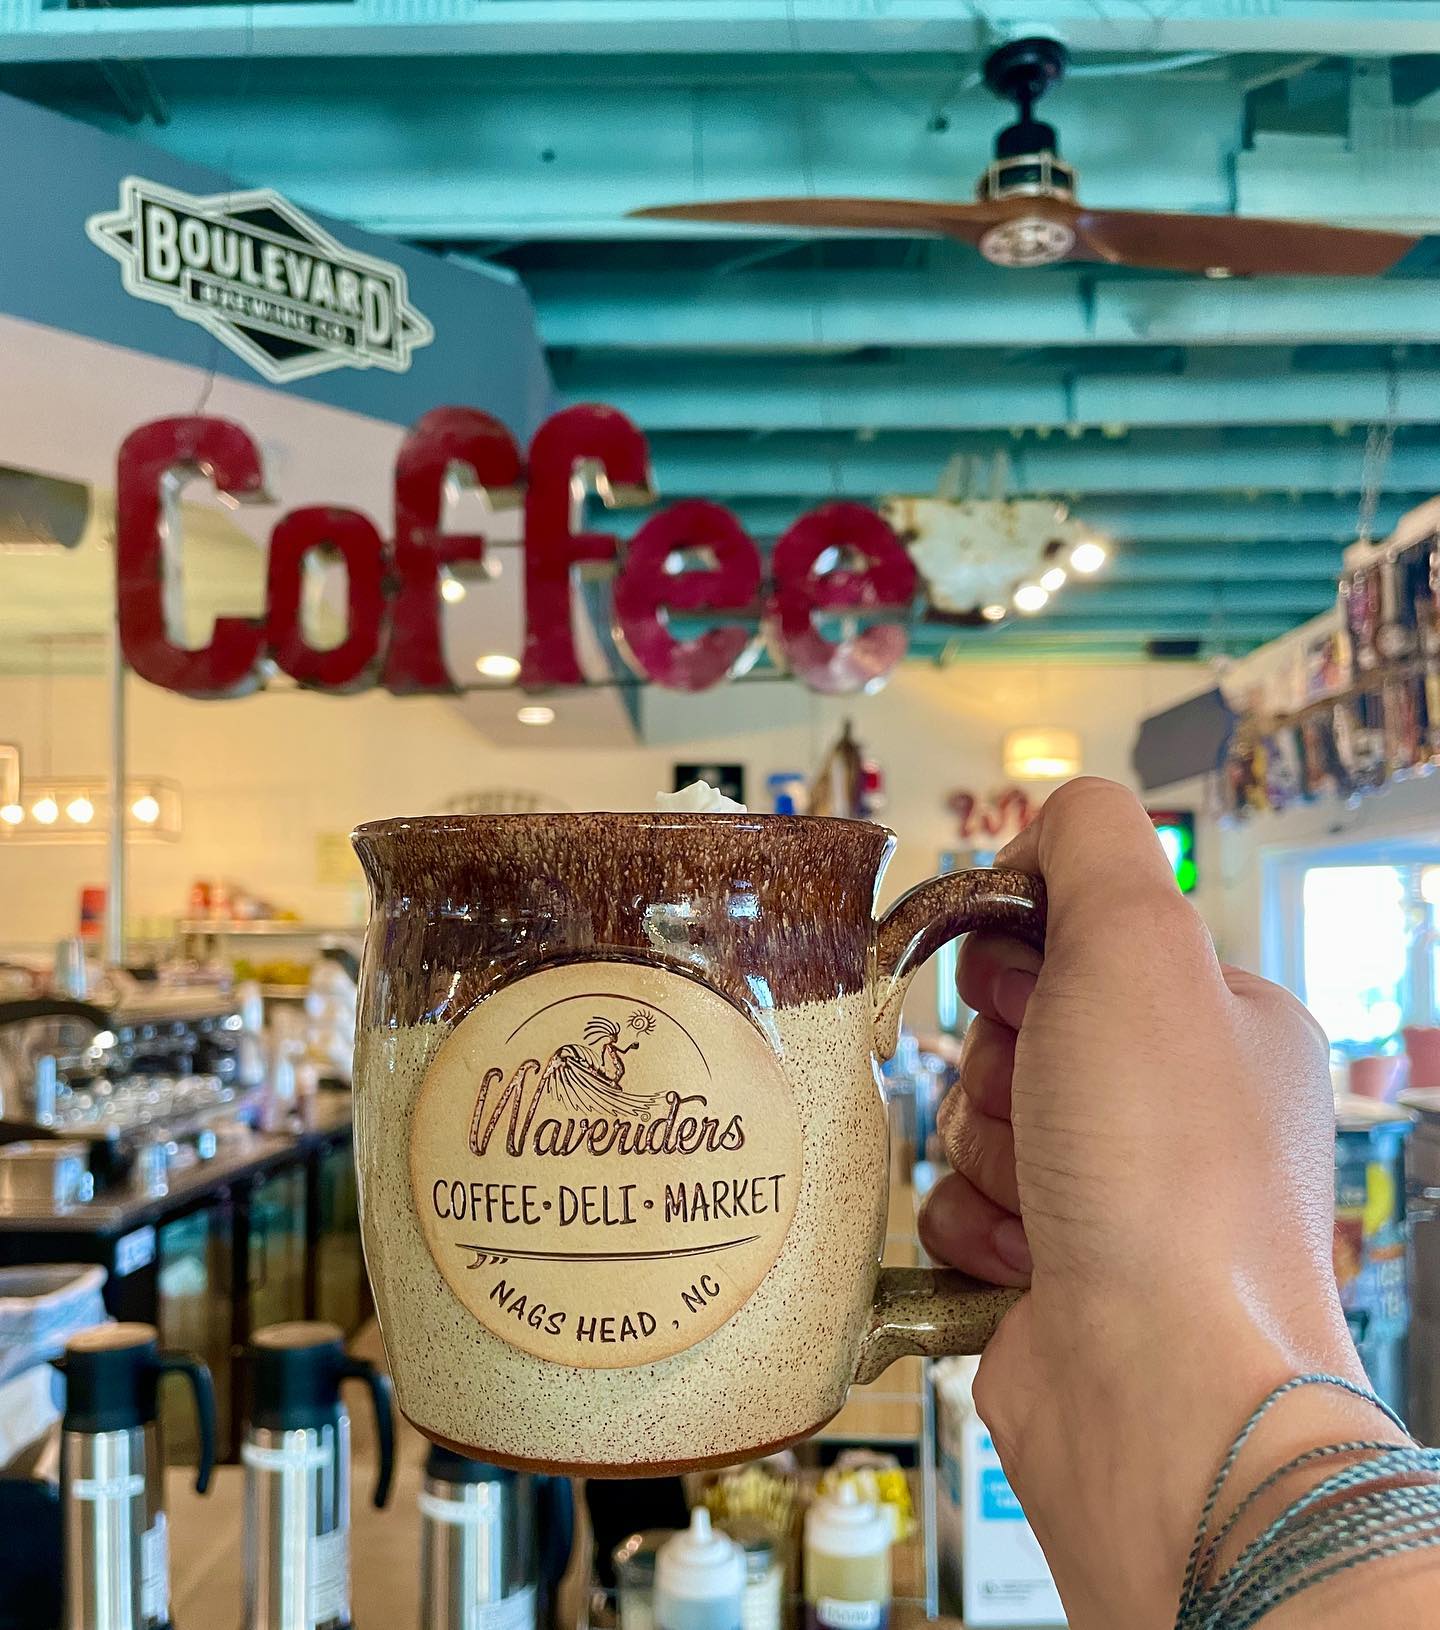 BOULEVARD
BREWING CO.
Coffee
Waveriders
COFFEE • DELI • MARKET
NAGS HEAD, NC